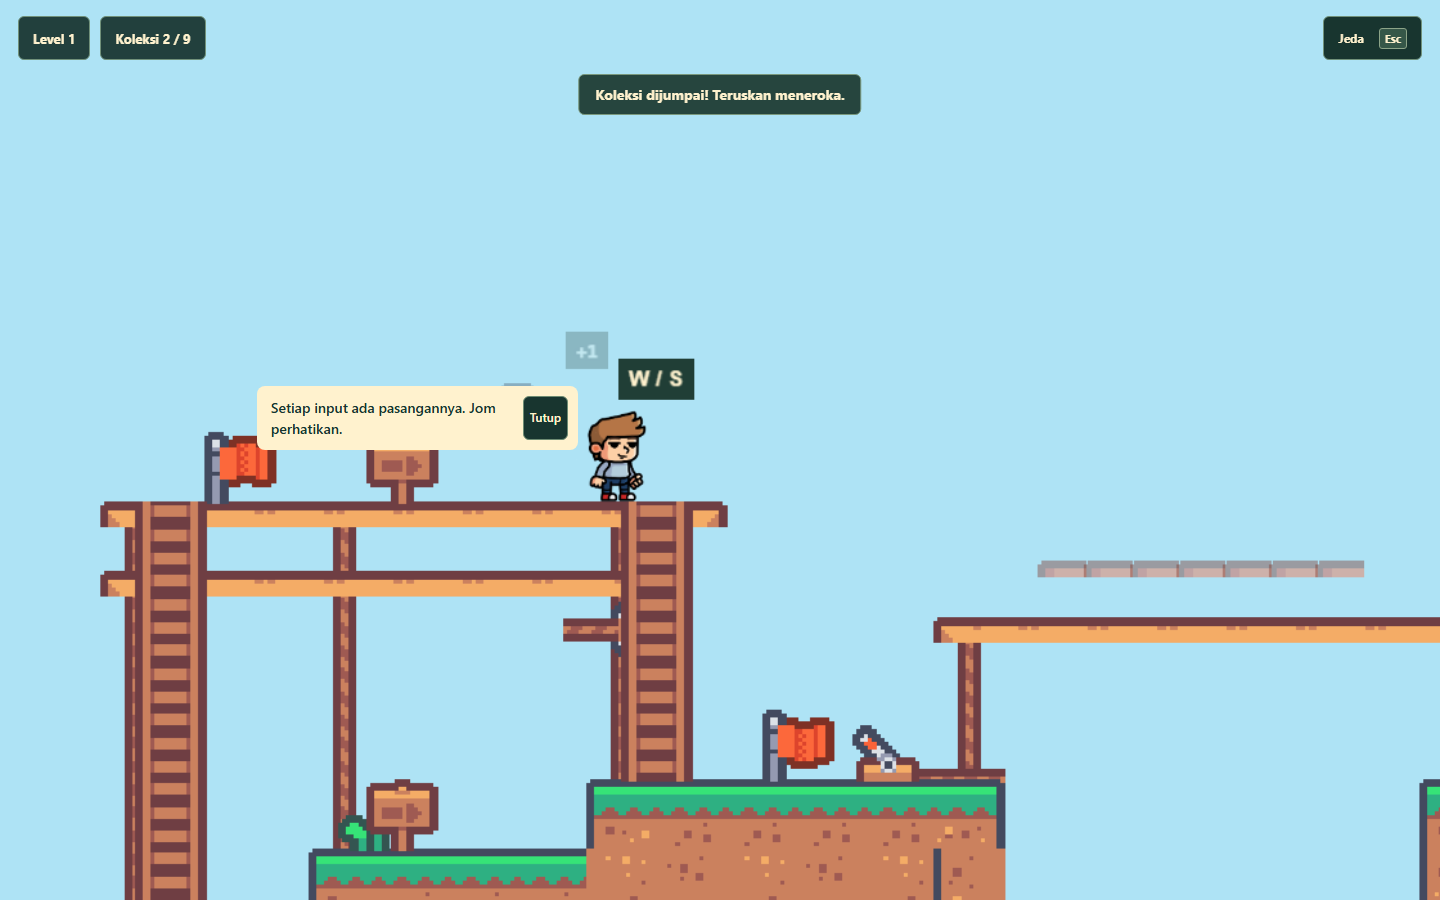 Level 1
Koleksi 2 / 9
Jeda Esc
Koleksi dijumpai! Teruskan meneroka.
+1
W / S
Setiap input ada pasangannya. Jom
perhatikan.
Tutup